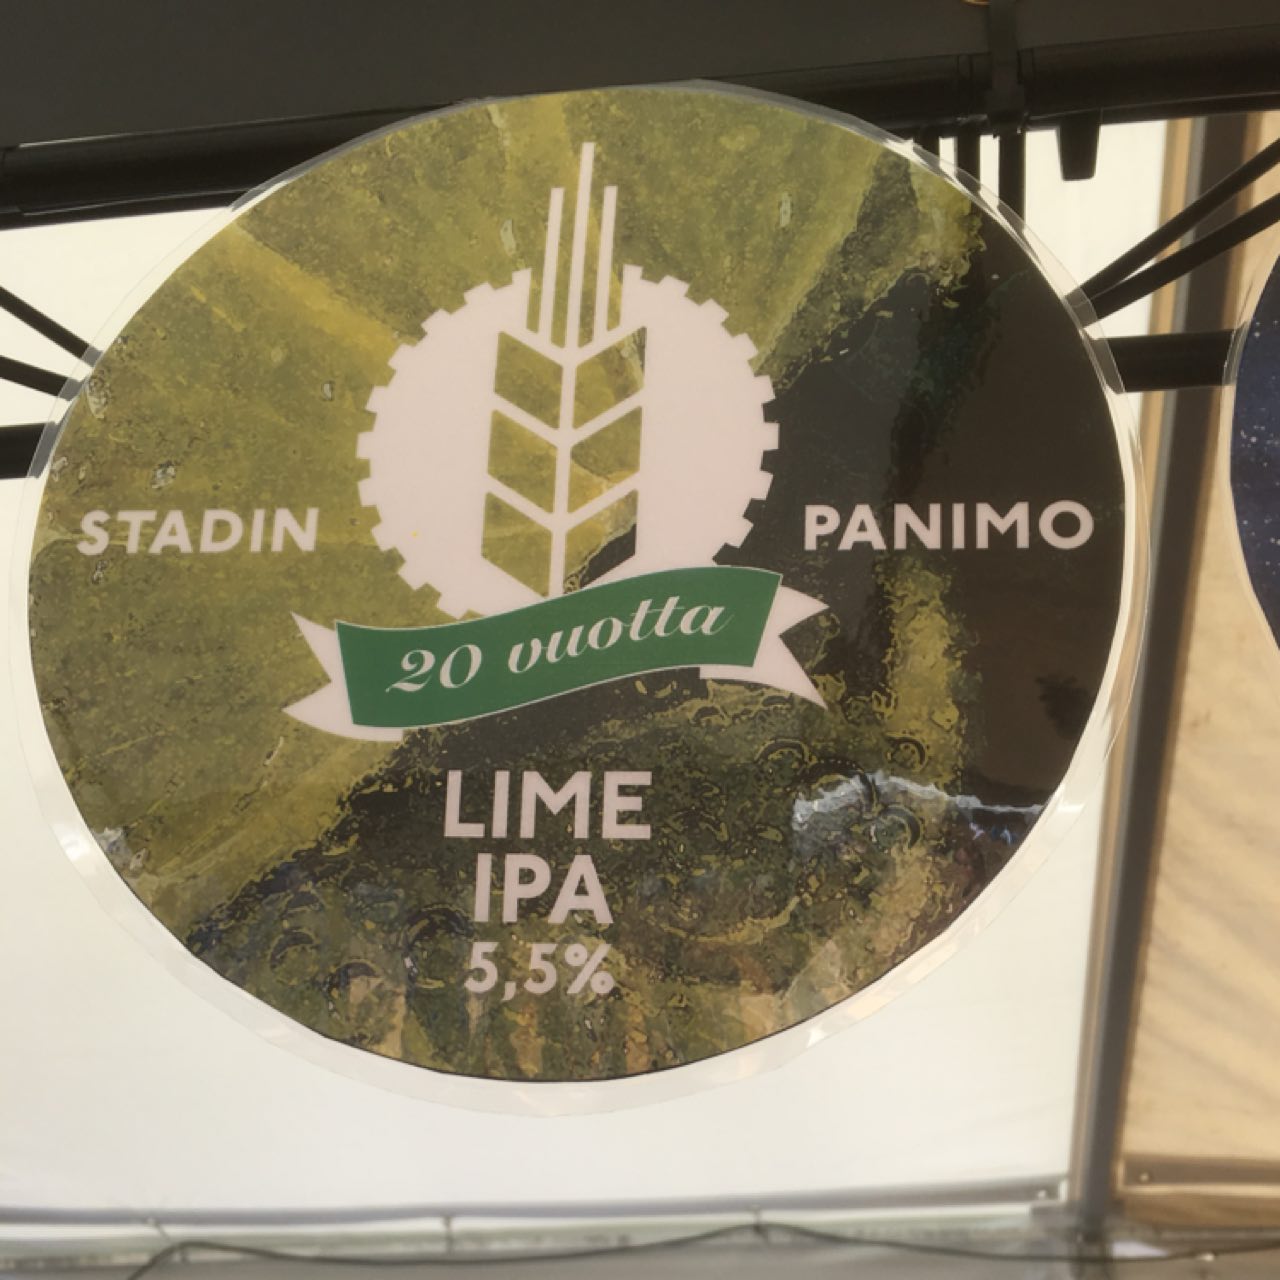 STADIN PANIMO
20 vuotta
LIME
IPA
5,5%